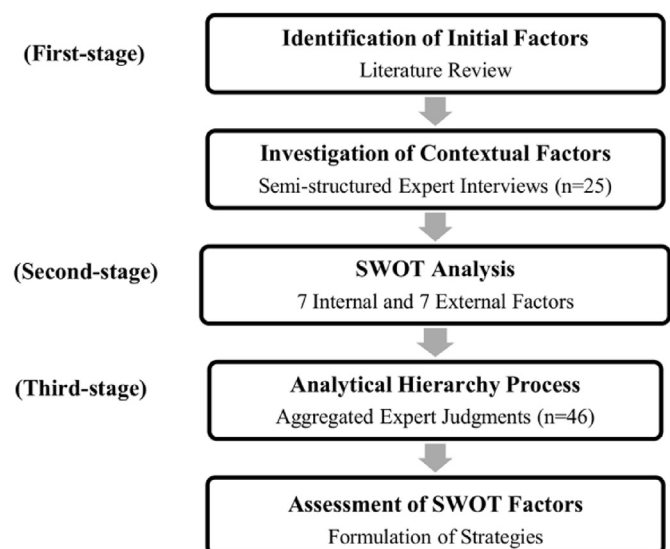 (First-stage)
Identification of Initial Factors
Literature Review
Investigation of Contextual Factors
Semi-structured Expert Interviews (n=25)
(Second-stage)
SWOT Analysis
7 Internal and 7 External Factors
(Third-stage)
Analytical Hierarchy Process
Aggregated Expert Judgments (n=46)
Assessment of SWOT Factors
Formulation of Strategies